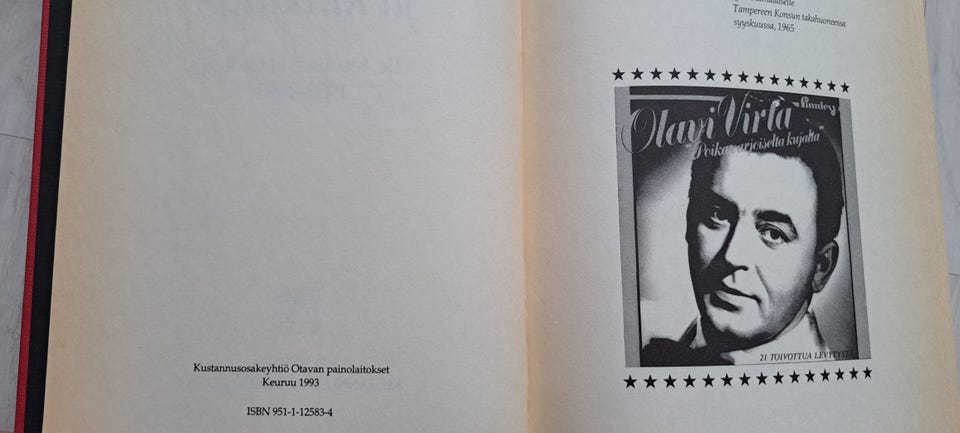 Kustannusosakeyhtiö Otavan painolaitokset
Keuruu 1993
ISBN 951-1-12583-4
Tampereen Konsun takahuoneessa
syyskuussa, 1965
finnlevy
Olavi Virta
"Poika varjoiselta kujalta"
21 TOIVOTTUA LEVYTYSTÄ